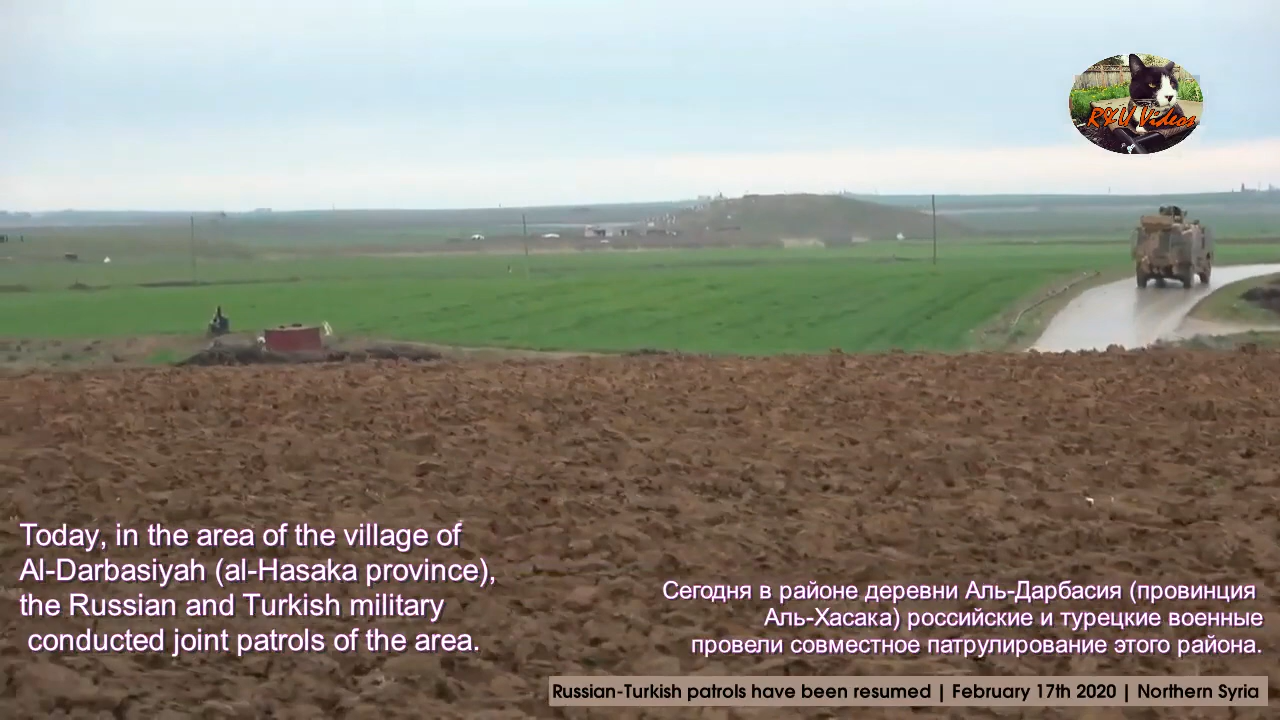 R&U Videos
Today, in the area of the village of
Al-Darbasiyah (al-Hasaka province),
the Russian and Turkish military
conducted joint patrols of the area.
Сегодня в районе деревни Аль-Дарбасия (провинция
Аль-Хасака) российские и турецкие военные
провели совместное патрулирование этого района.
Russian-Turkish patrols have been resumed | February 17th 2020 | Northern Syria